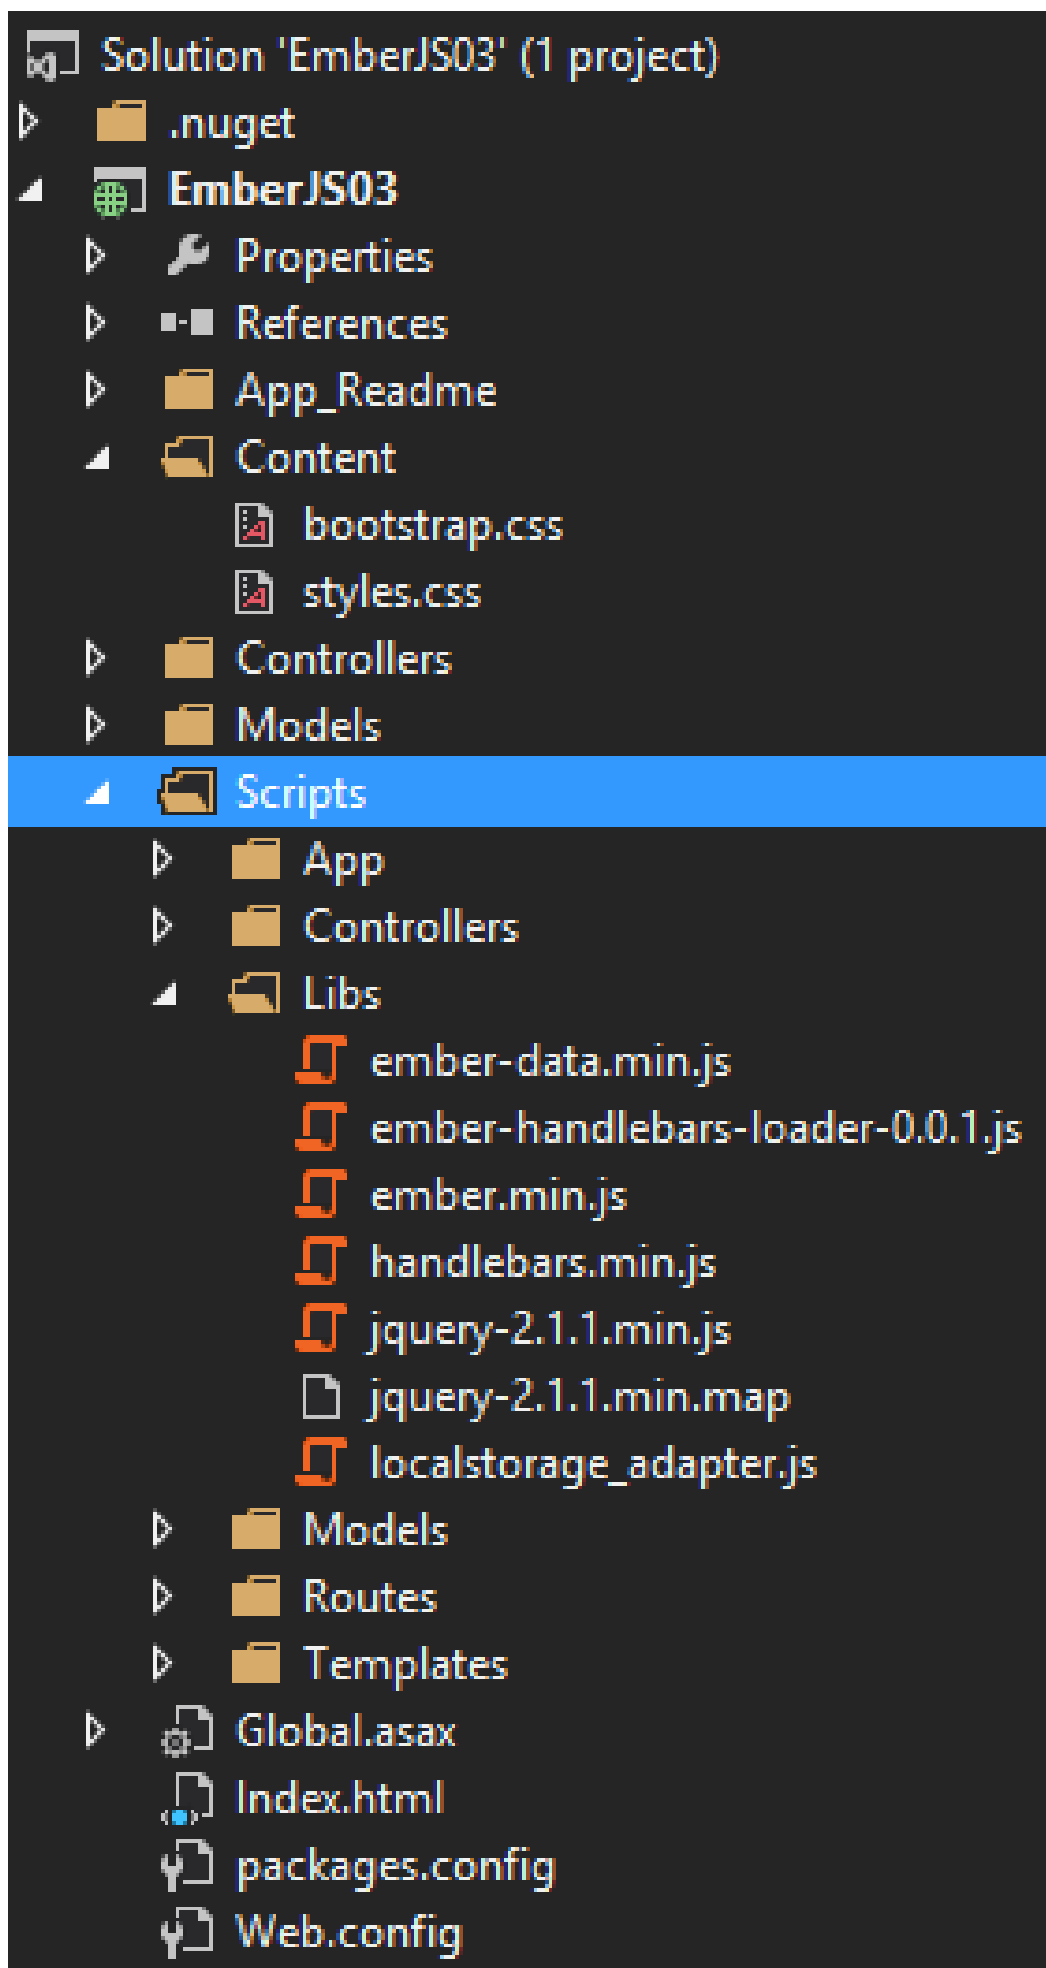 Solution 'EmberJS03' (1 project)
.nuget
EmberJS03
Properties
References
App_Readme
Content
bootstrap.css
styles.css
Controllers
Models
Scripts
App
Controllers
Libs
ember-data.min.js
ember-handlebars-loader-0.0.1.js
ember.min.js
handlebars.min.js
jquery-2.1.1.min.js
jquery-2.1.1.min.map
localstorage_adapter.js
Models
Routes
Templates
Global.asax
Index.html
packages.config
Web.config